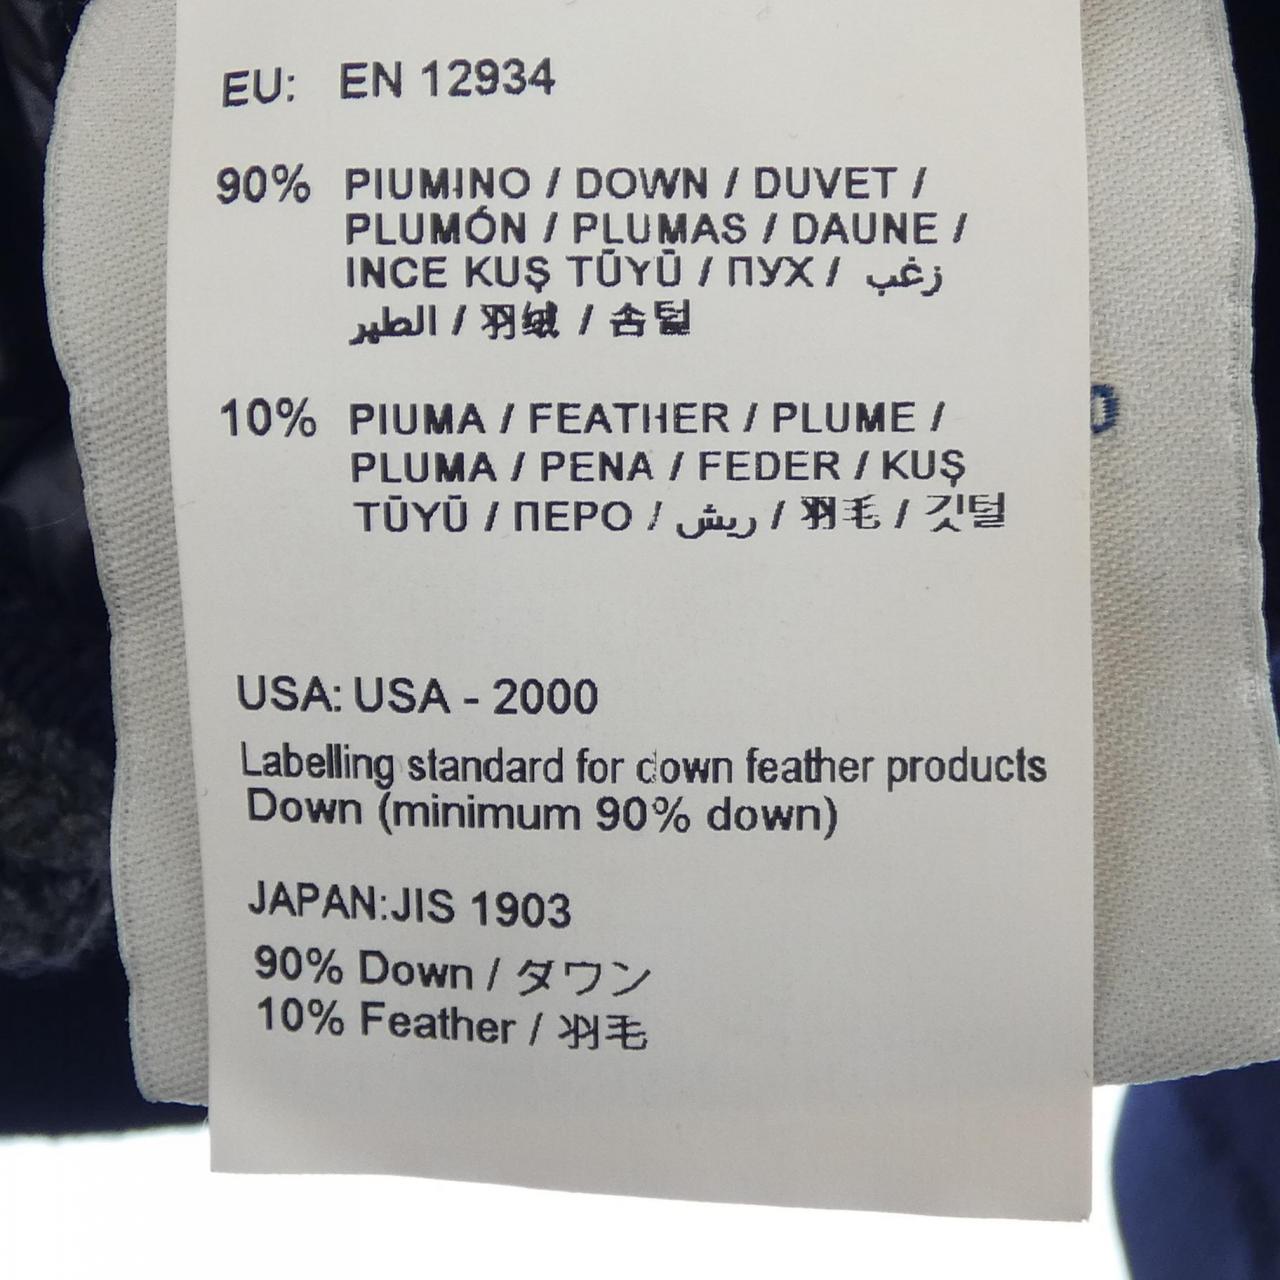 EU: EN 12934
90% PIUMINO / DOWN / DUVET /
PLUMÓN / PLUMAS / DAUNE /
INCE KUŞ TŪYŪ / ПУХ / زغب
الطير / 羽绒 / 솜털
10% PIUMA / FEATHER / PLUME /
PLUMA / PENA / FEDER / KUŞ
TŪYŪ / ПЕРО / ريش / 羽毛 / 깃털
USA: USA - 2000
Labelling standard for down feather products
Down (minimum 90% down)
JAPAN:JIS 1903
90% Down / ダウン
10% Feather / 羽毛